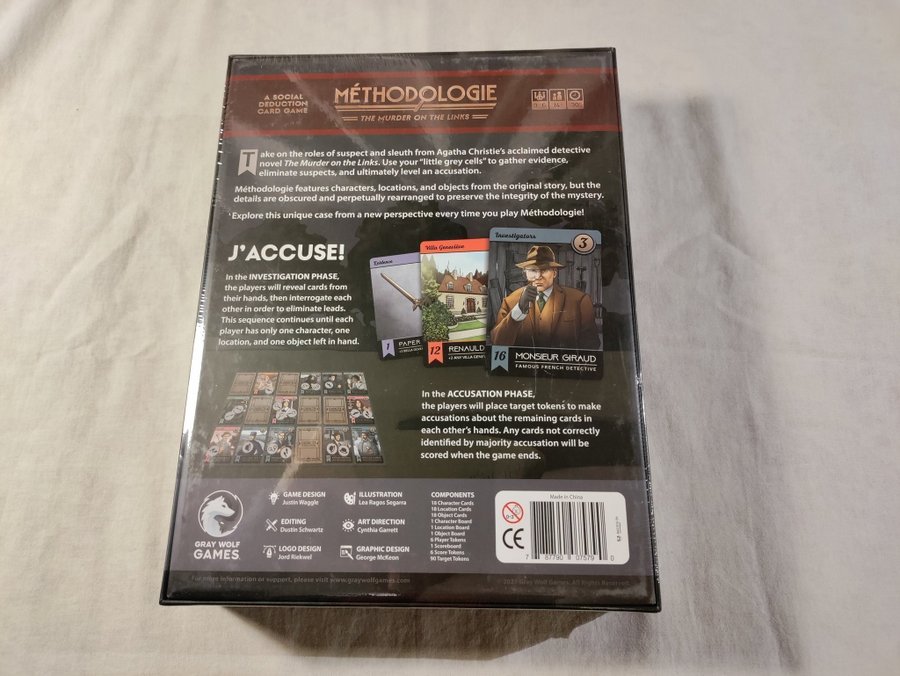 A SOCIAL
DEDUCTION
CARD GAME
MÉTHODOLOGIE
THE MURDER ON THE LINKS
Take on the roles of suspect and sleuth from Agatha Christie's acclaimed detective
novel The Murder on the Links. Use your "little grey cells" to gather evidence,
eliminate suspects, and ultimately level an accusation.
Méthodologie features characters, locations, and objects from the original story, but the
details are obscured and perpetually rearranged to preserve the integrity of the mystery.
Explore this unique case from a new perspective every time you play Méthodologie!
J'ACCUSE!
In the INVESTIGATION PHASE,
the players will reveal cards from
their hands, then interrogate each
other in order to eliminate leads.
This sequence continues until each
player has only one character, one
location, and one object left in hand.
Evidence
1
PAPER
Villa Geneviève
12
RENAULD
Investigators
3
16
MONSIEUR GIRAUD
FAMOUS FRENCH DETECTIVE
In the ACCUSATION PHASE,
the players will place target tokens to make
accusations about the remaining cards in
each other's hands. Any cards not correctly
identified by majority accusation will be
scored when the game ends.
GRAY WOLF
GAMES
GAME DESIGN
Justin Waggle
EDITING
Dustin Schwartz
LOGO DESIGN
Jord Riekwel
ILLUSTRATION
Lea Ragos Segarra
ART DIRECTION
Cynthia Garrett
GRAPHIC DESIGN
George McKeon
COMPONENTS
18 Character Cards
18 Location Cards
18 Object Cards
1 Character Board
1 Location Board
1 Object Board
6 Player Tokens
1 Scoreboard
6 Score Tokens
90 Target Tokens
Made in China
0-3
CE
For more information or support, please visit www.graywolfgames.com
Gray Wolf Games. All Rights Reserved.